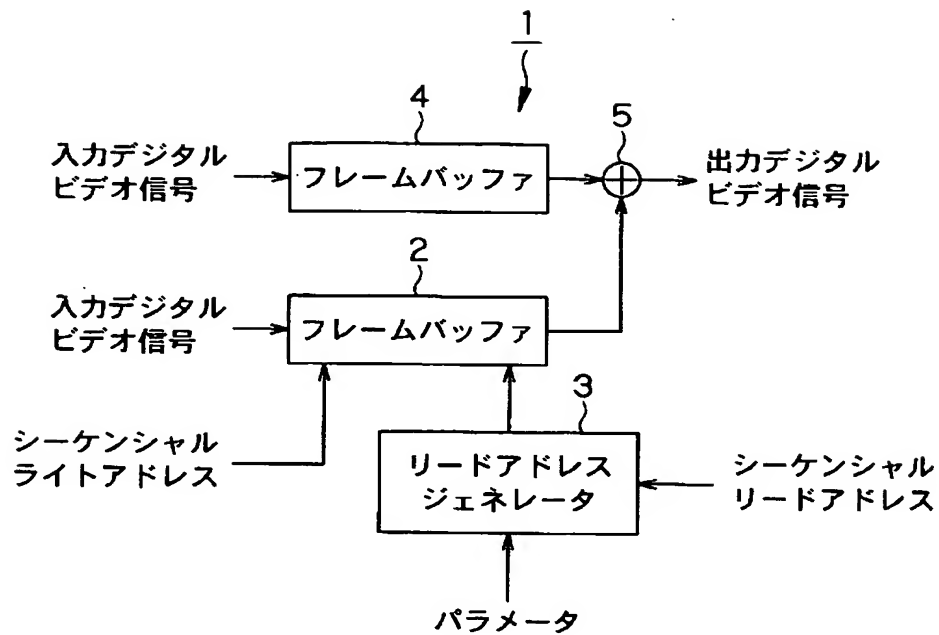 1
4
5
入力デジタル
ビデオ信号
フレームバッファ
出力デジタル
ビデオ信号
2
入力デジタル
ビデオ信号
フレームバッファ
3
シーケンシャル
ライトアドレス
リードアドレス
ジェネレータ
シーケンシャル
リードアドレス
パラメータ